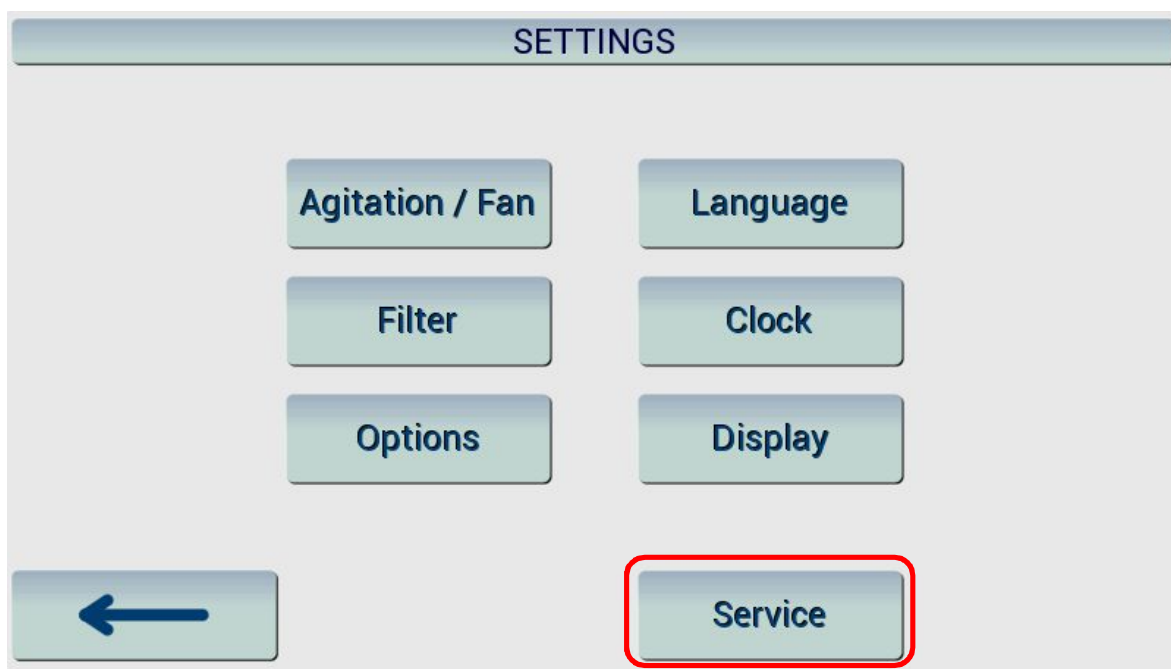 SETTINGS
Agitation / Fan
Language
Filter
Clock
Options
Display
Service